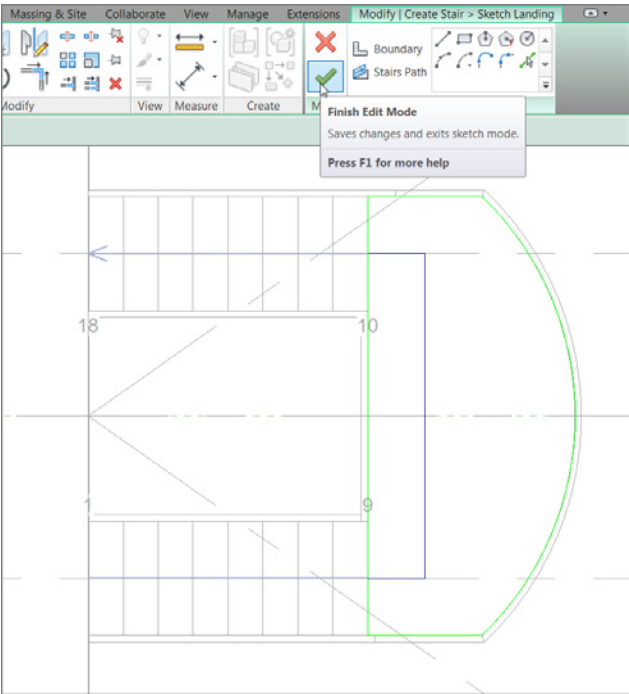 Massing & Site Collaborate View Manage Extensions Modify | Create Stair > Sketch Landing
Boundary
Stairs Path
Modify View Measure Create M
Finish Edit Mode
Saves changes and exits sketch mode.
Press F1 for more help
18 10
1 9